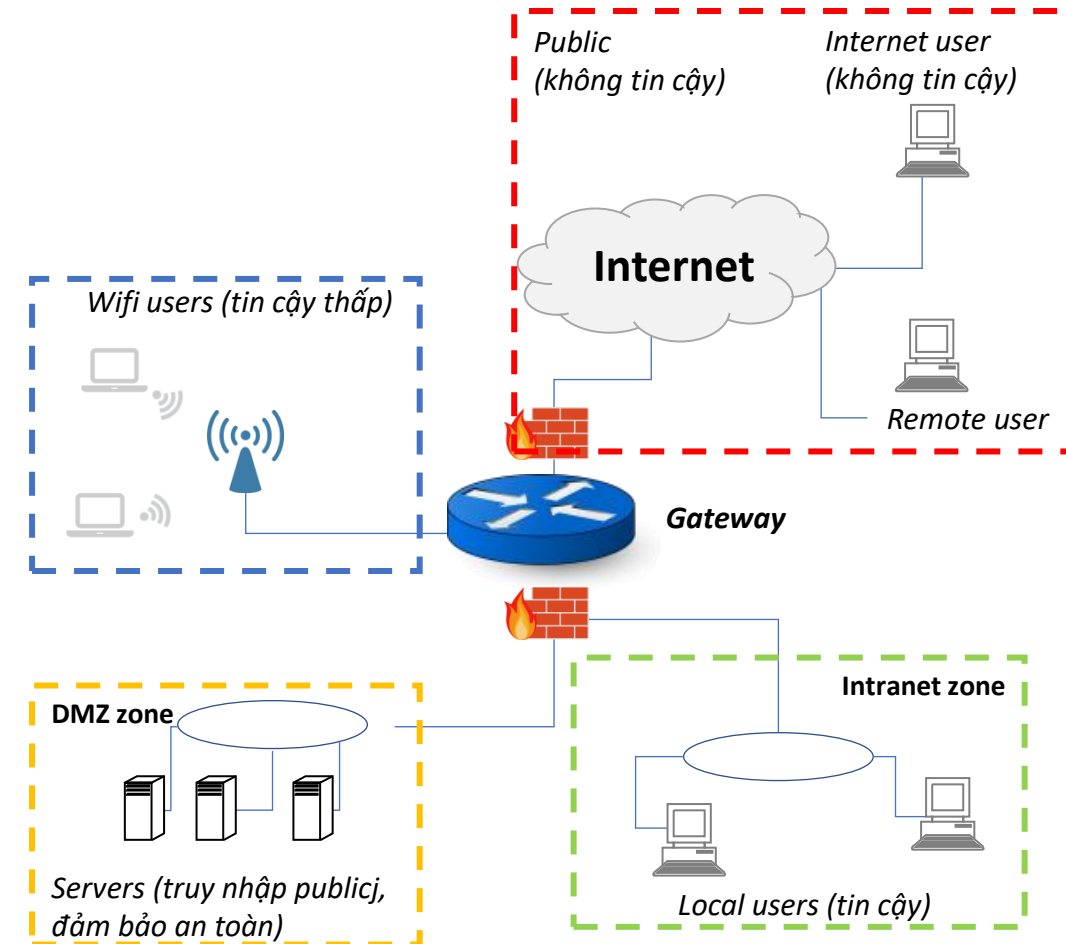 Public
(không tin cậy)
Internet user
(không tin cậy)
Internet
Wifi users (tin cậy thấp)
Remote user
Gateway
Intranet zone
DMZ zone
Servers (truy nhập publicj,
đảm bảo an toàn)
Local users (tin cậy)